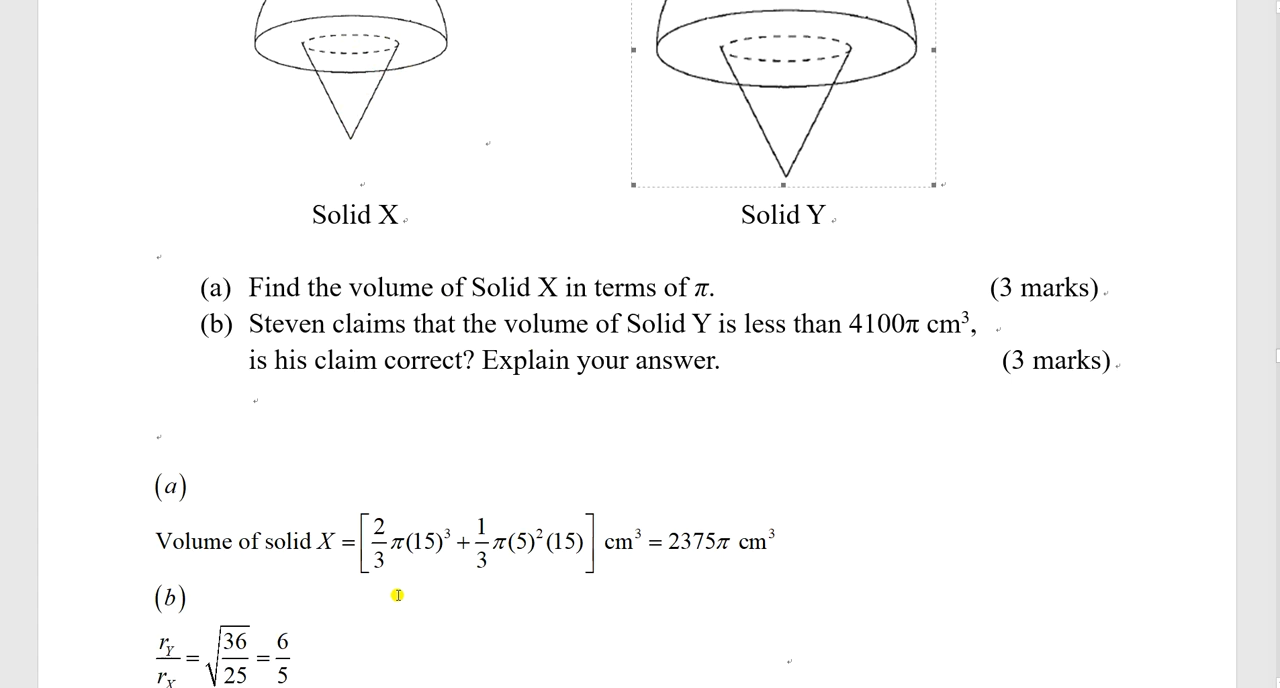 Solid X
Solid Y
(a) Find the volume of Solid X in terms of π. (3 marks)
(b) Steven claims that the volume of Solid Y is less than 4100π cm³,
is his claim correct? Explain your answer. (3 marks)
(a)
Volume of solid X = [2/3 π(15)³ + 1/3 π(5)²(15)] cm³ = 2375π cm³
(b)
r_Y/r_X = √(36/25) = 6/5